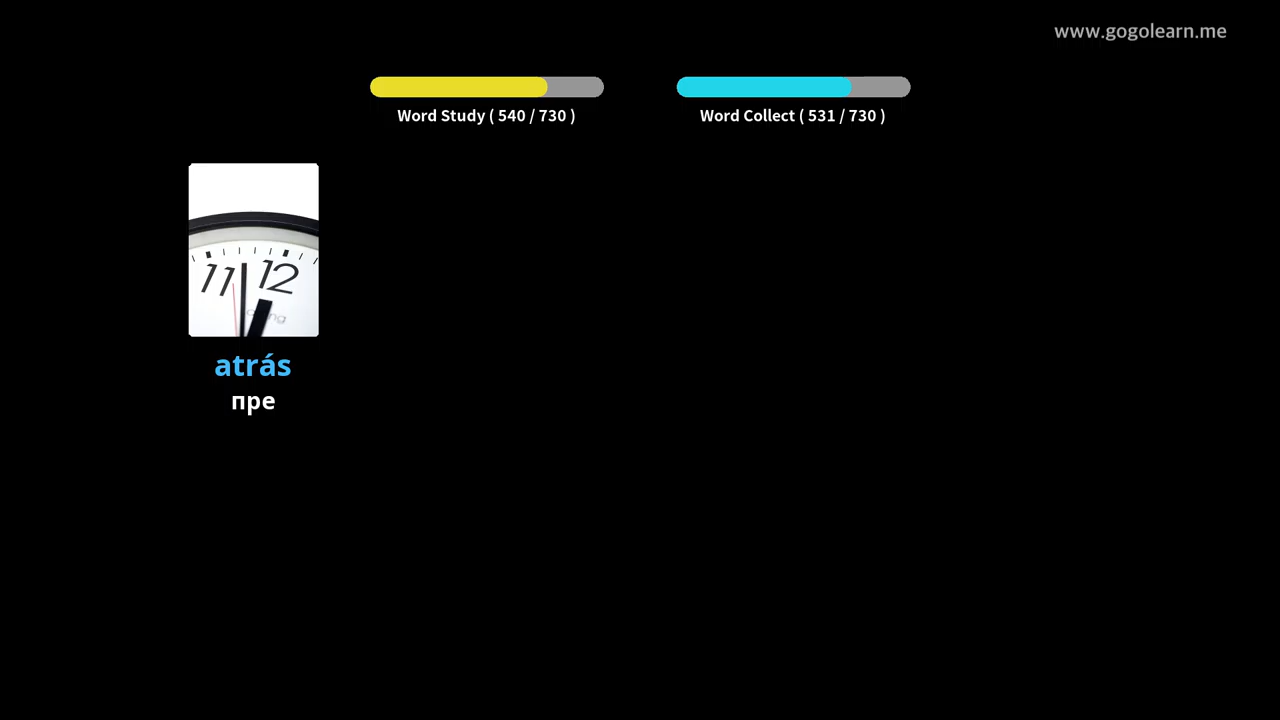 www.gogolearn.me
Word Study ( 540 / 730 )
Word Collect ( 531 / 730 )
11 12
atrás
пре